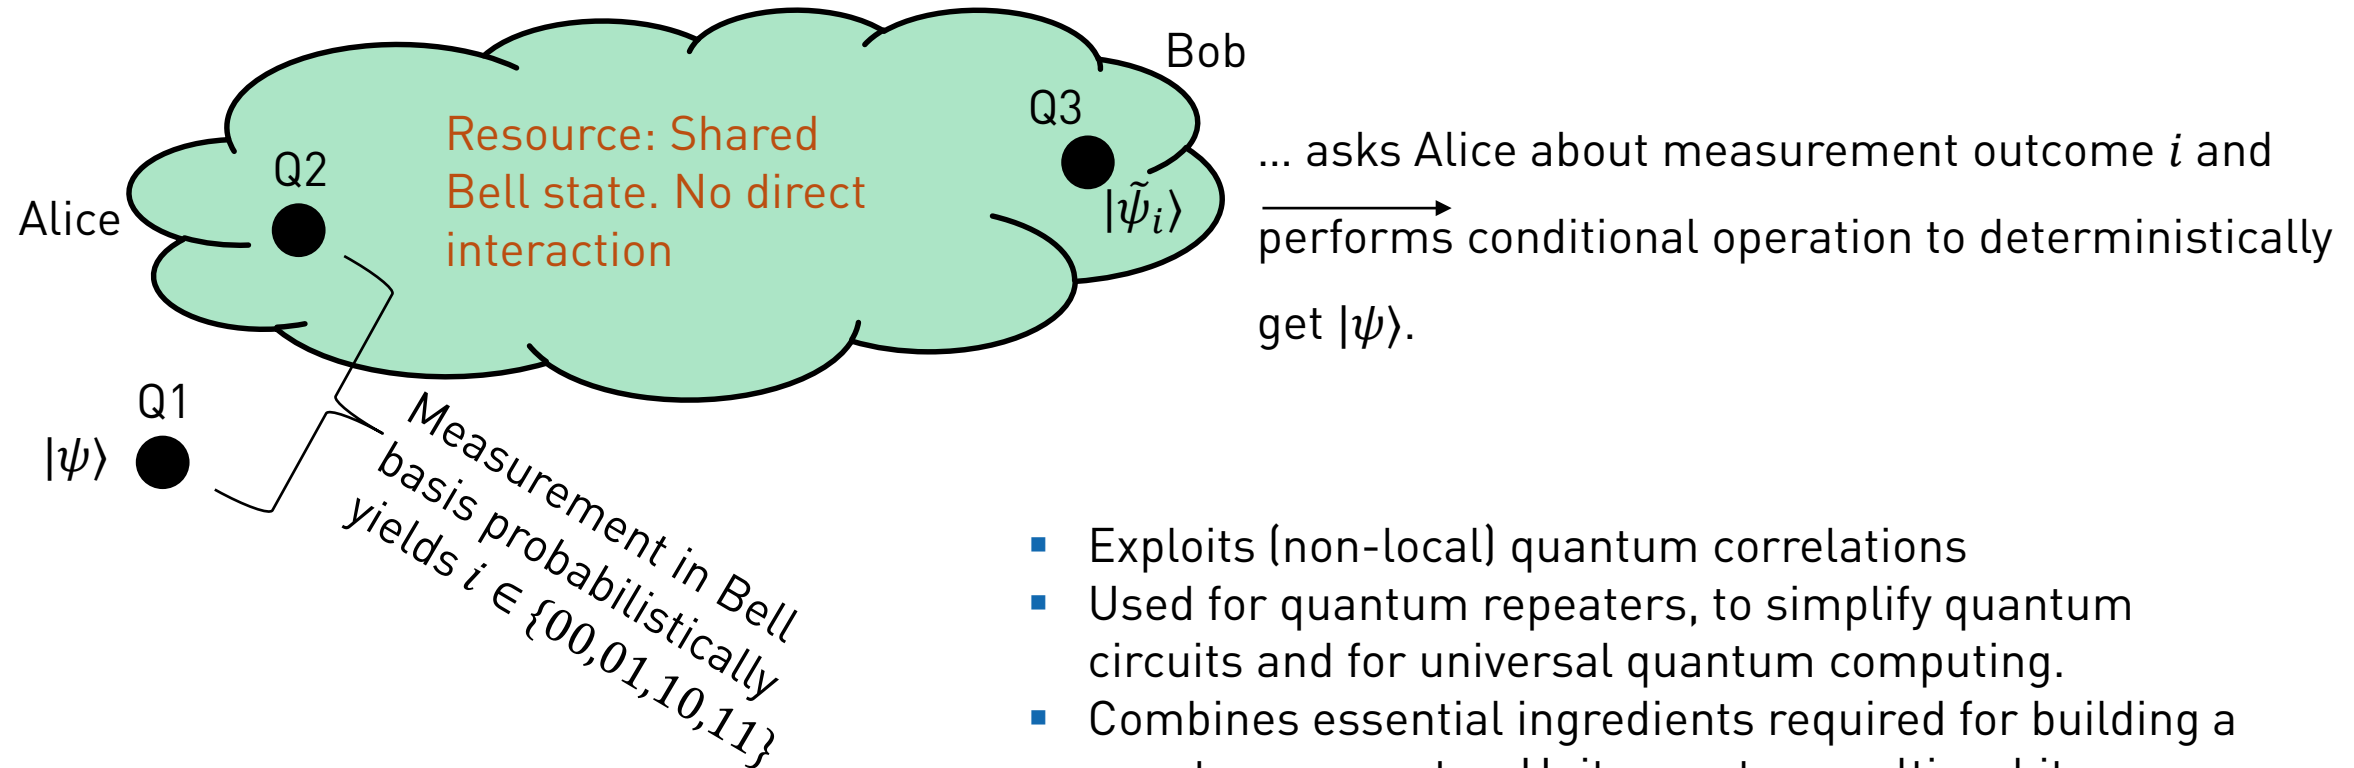 Bob
Q3
Resource: Shared
Bell state. No direct
interaction
Q2
Alice
|ψ̃ᵢ⟩
... asks Alice about measurement outcome i and
performs conditional operation to deterministically
get |ψ⟩.
Q1
|ψ⟩
Measurement in Bell
basis probabilistically
yields i ∈ {00,01,10,11}
▪ Exploits (non-local) quantum correlations
▪ Used for quantum repeaters, to simplify quantum
circuits and for universal quantum computing.
▪ Combines essential ingredients required for building a